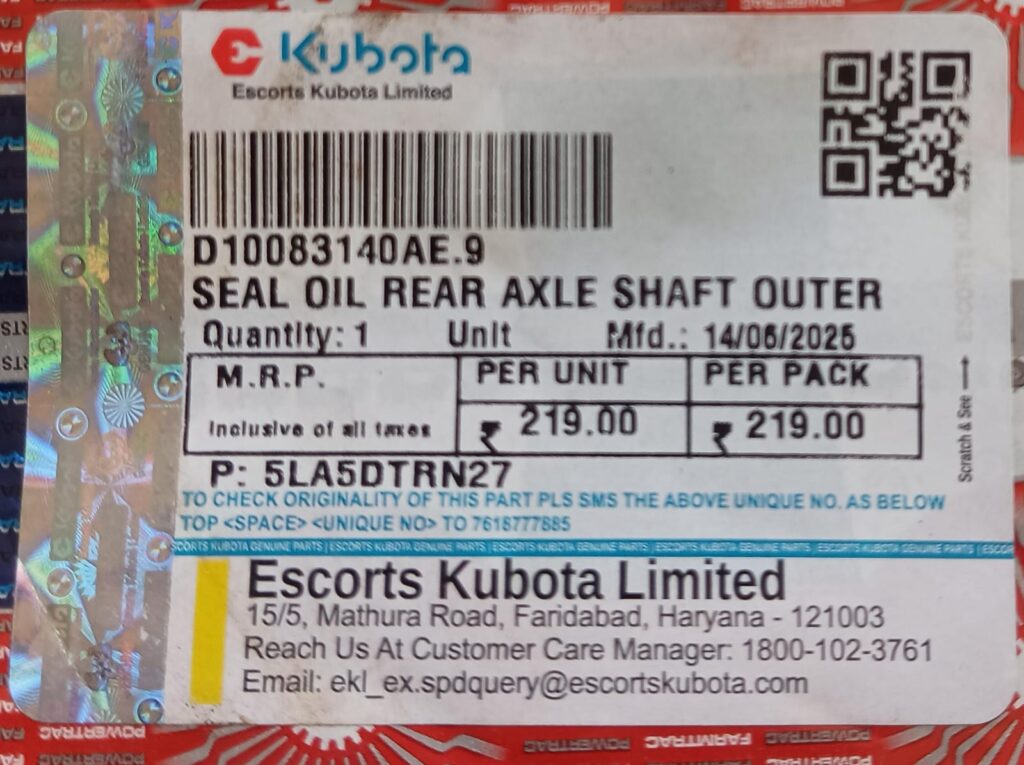 Kubota
Escorts Kubota Limited
D10083140AE.9
SEAL OIL REAR AXLE SHAFT OUTER
Quantity: 1 Unit Mfd.: 14/06/2025
M.R.P. PER UNIT PER PACK
Inclusive of all taxes ₹ 219.00 ₹ 219.00
P: 5LA5DTRN27
TO CHECK ORIGINALITY OF THIS PART PLS SMS THE ABOVE UNIQUE NO. AS BELOW
TOP <SPACE> <UNIQUE NO> TO 7618777885
ESCORTS KUBOTA GENUINE PARTS | ESCORTS KUBOTA GENUINE PARTS | ESCORTS KUBOTA GENUINE PARTS | ESCORTS KUBOTA GENUINE PARTS | ESCORTS KUBOTA GENUINE PARTS
Scratch & See
Escorts Kubota Limited
15/5, Mathura Road, Faridabad, Haryana - 121003
Reach Us At Customer Care Manager: 1800-102-3761
Email: ekl_ex.spdquery@escortskubota.com
POWERTRAC POWERTRAC FARMTRAC POWERTRAC